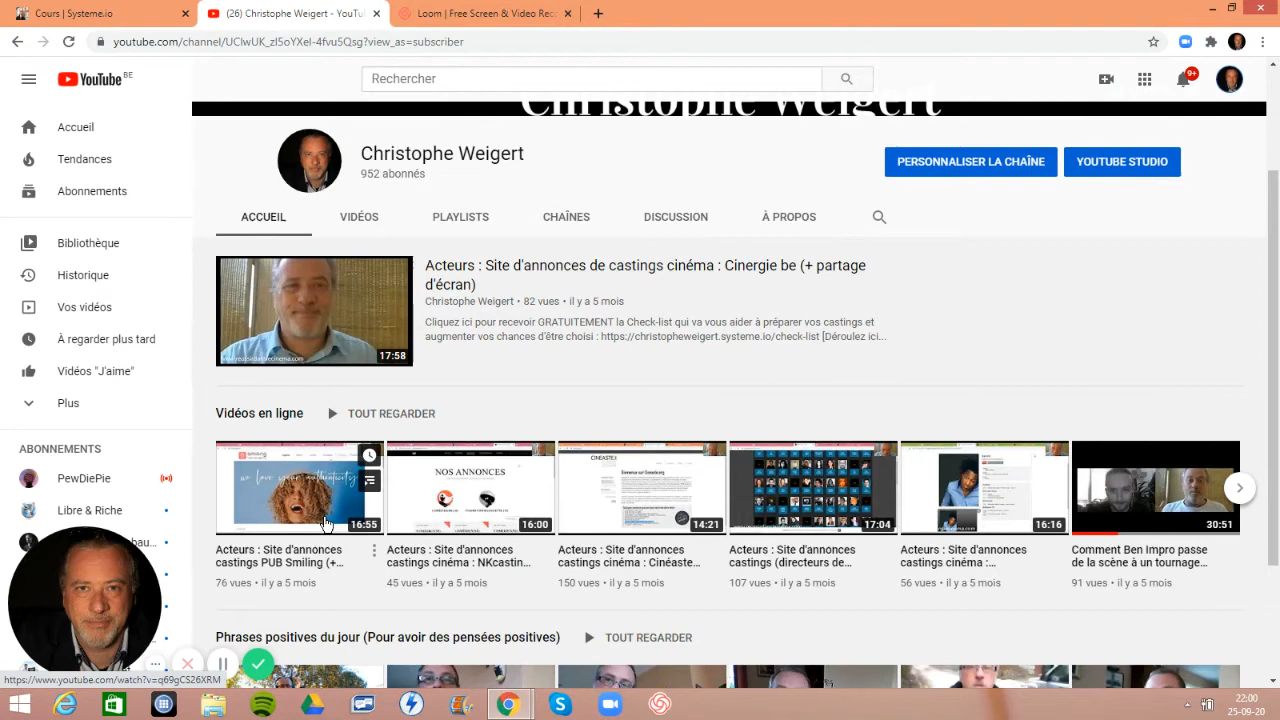 Cours | Systeme.io
(26) Christophe Weigert - YouTu
Loom | Free Screen & Video Rec
youtube.com/channel/UClwUK_zI5oYXeI-4fvu5Qsg?view_as=subscriber
YouTube BE
Rechercher
9+
Christophe Weigert
Christophe Weigert
952 abonnés
PERSONNALISER LA CHAÎNE
YOUTUBE STUDIO
ACCUEIL
VIDÉOS
PLAYLISTS
CHAÎNES
DISCUSSION
À PROPOS
Accueil
Tendances
Abonnements
Bibliothèque
Historique
Vos vidéos
À regarder plus tard
Vidéos "J'aime"
Plus
ABONNEMENTS
PewDiePie
Libre & Riche
bau...
17:58
Acteurs : Site d'annonces de castings cinéma : Cinergie be (+ partage
d'écran)
Christophe Weigert • 82 vues • il y a 5 mois
Cliquez ici pour recevoir GRATUITEMENT la Check-list qui va vous aider à préparer vos castings et
augmenter vos chances d'être choisi : https://christopheweigert.systeme.io/check-list [Déroulez ici...
Vidéos en ligne
TOUT REGARDER
we love beauty authenticity
16:55
NOS ANNONCES
16:00
CINEASTE
14:21
17:04
16:16
30:51
Acteurs : Site d'annonces
castings PUB Smiling (+...
76 vues • il y a 5 mois
Acteurs : Site d'annonces
castings cinéma : NKcastin...
45 vues • il y a 5 mois
Acteurs : Site d'annonces
castings cinéma : Cinéaste...
150 vues • il y a 5 mois
Acteurs : Site d'annonces
castings (directeurs de...
107 vues • il y a 5 mois
Acteurs : Site d'annonces
castings cinéma :...
56 vues • il y a 5 mois
Comment Ben Impro passe
de la scène à un tournage...
91 vues • il y a 5 mois
Phrases positives du jour (Pour avoir des pensées positives)
TOUT REGARDER
https://www.youtube.com/watch?v=q69gCS26XRM
22:00
25-09-20